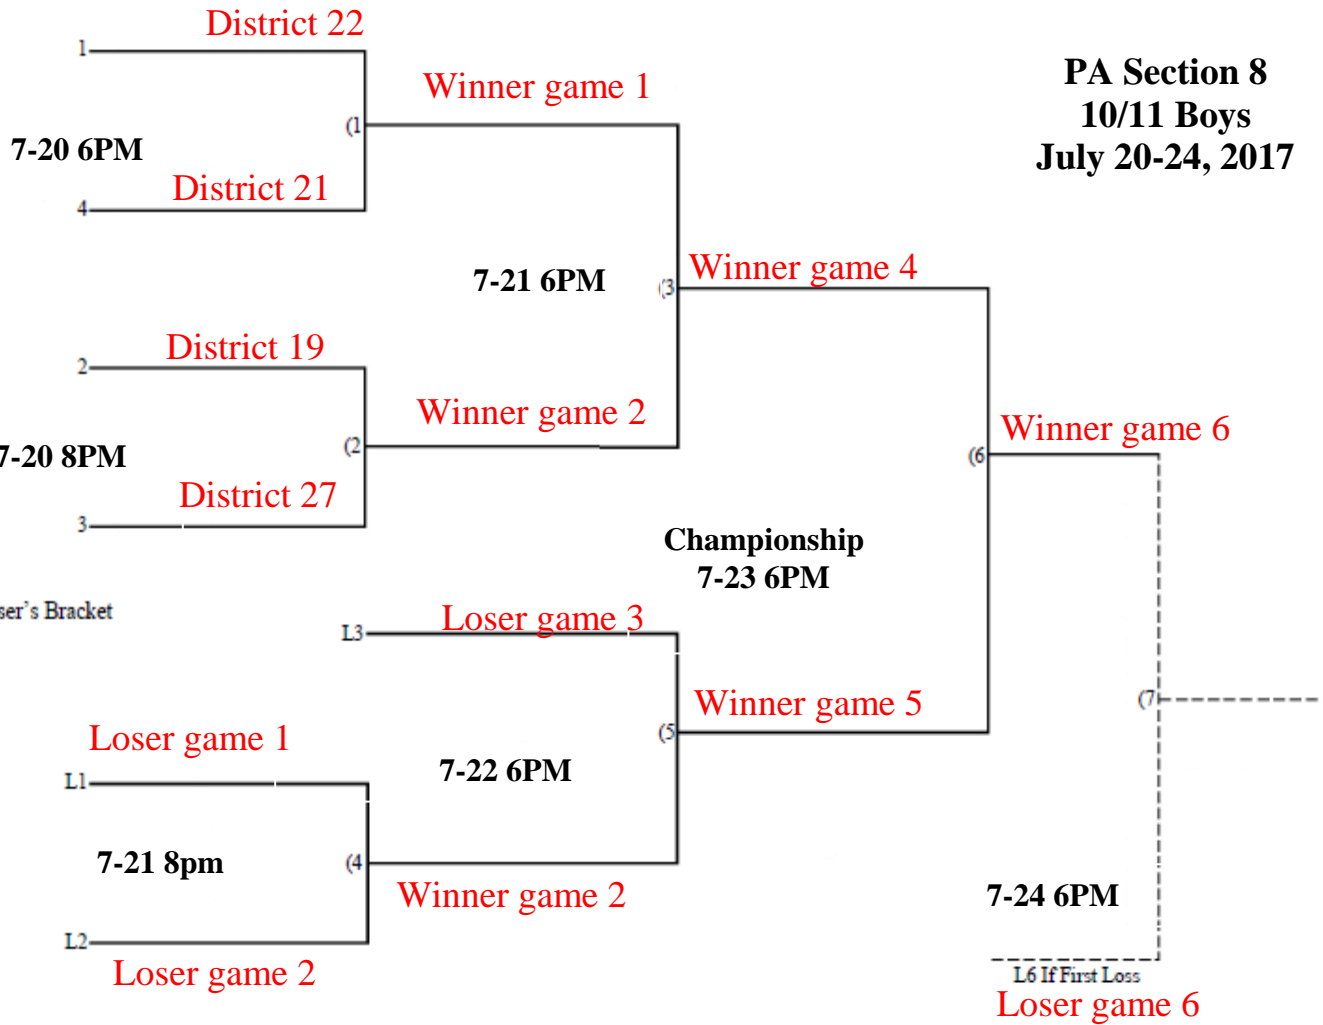 District 22
1
PA Section 8
10/11 Boys
July 20-24, 2017
Winner game 1
(1
7-20 6PM
District 21
4
7-21 6PM
(3
Winner game 4
District 19
2
Winner game 2
(2
7-20 8PM
Winner game 6
(6
District 27
3
Championship
7-23 6PM
ser's Bracket
L3
Loser game 3
Winner game 5
(5
(7
Loser game 1
L1
7-22 6PM
7-21 8pm
(4
Winner game 2
7-24 6PM
L2
Loser game 2
L6 If First Loss
Loser game 6